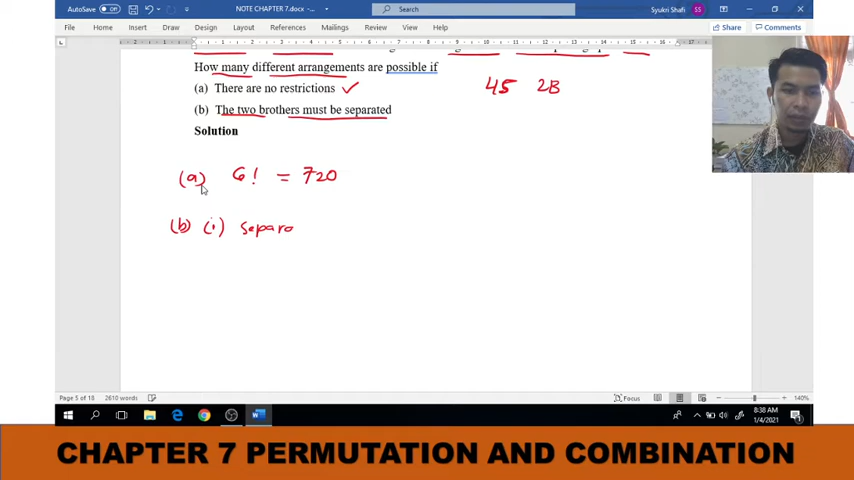 AutoSave Off
NOTE CHAPTER 7.docx
Search
Syukri Shafi SS
File Home Insert Draw Design Layout References Mailings Review View Help Share Comments
How many different arrangements are possible if
(a) There are no restrictions ✓ 4S 2B
(b) The two brothers must be separated
Solution
(a) 6! = 720
(b) (i) separa
Page 5 of 18 2610 words Focus 140%
8:38 AM
1/4/2021
CHAPTER 7 PERMUTATION AND COMBINATION